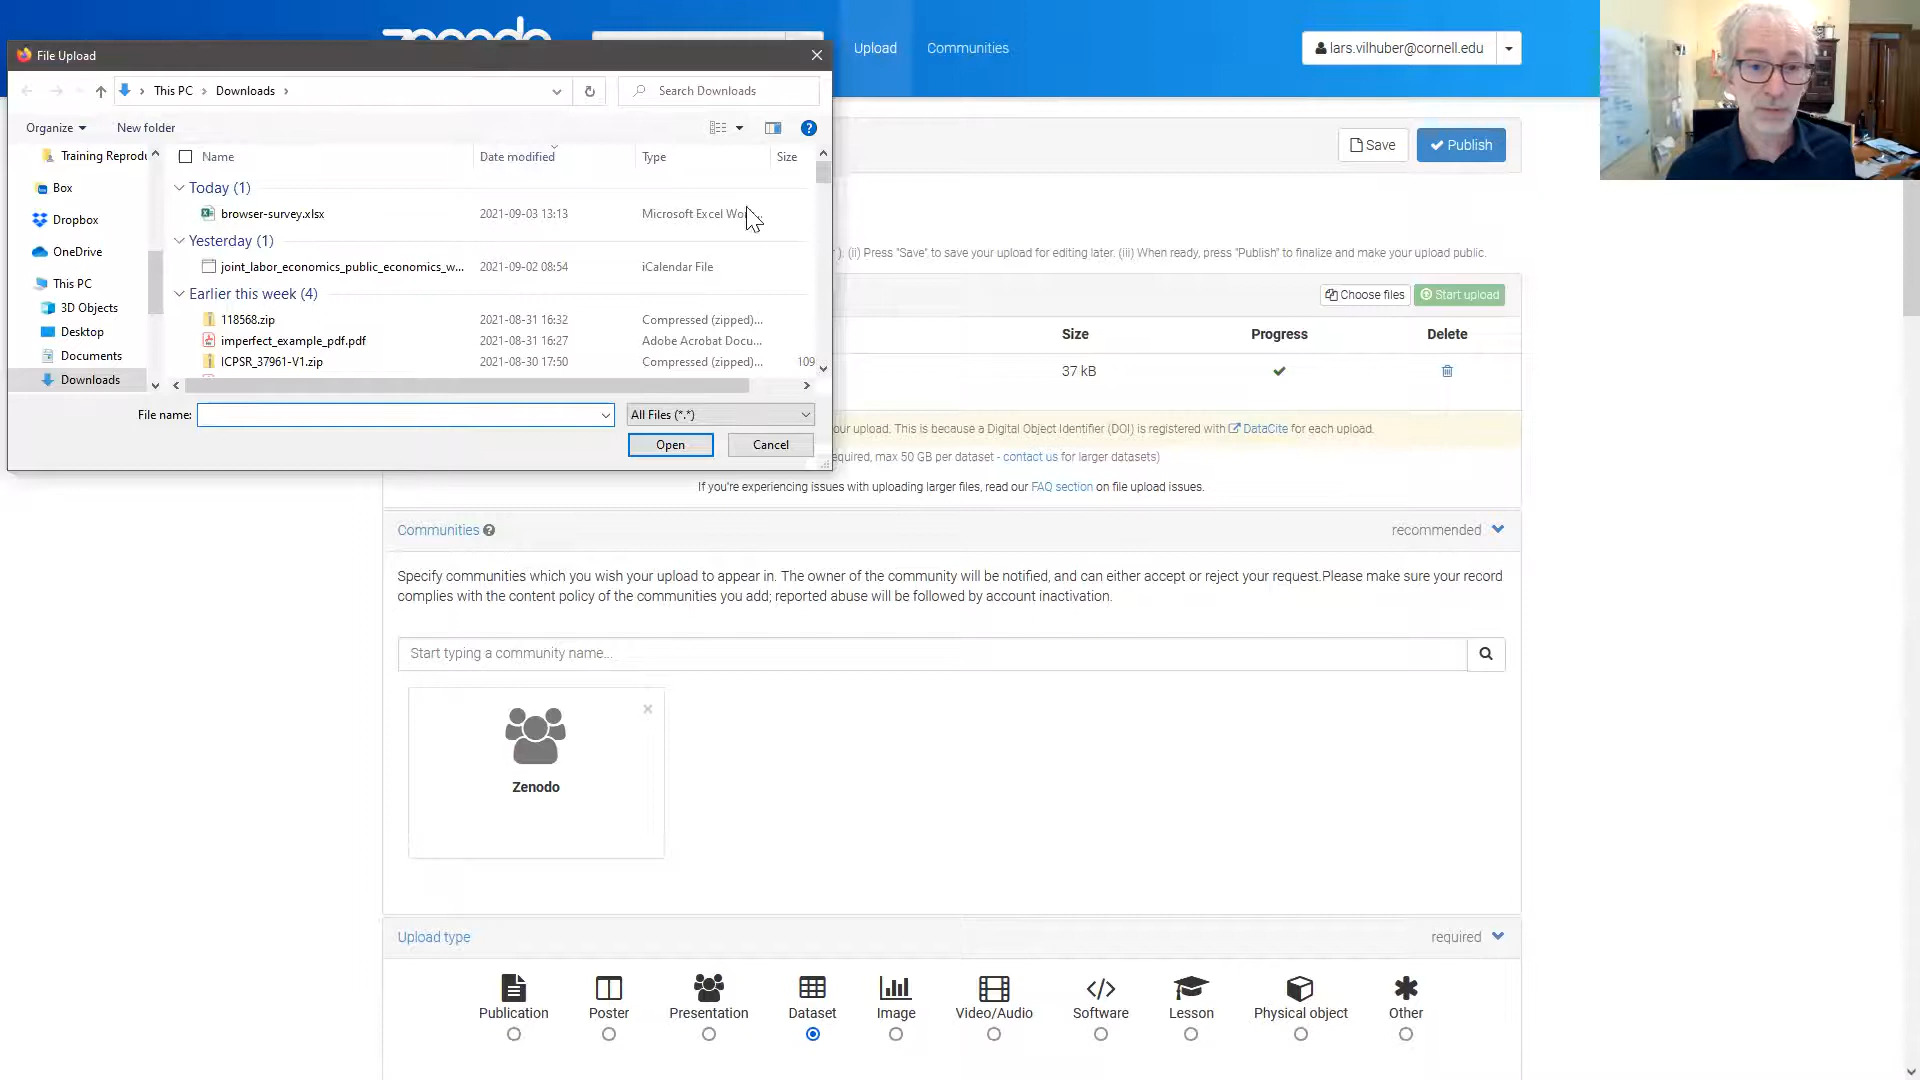 zenodo
Upload
Communities
lars.vilhuber@cornell.edu
File Upload
This PC
Downloads
Search Downloads
Organize
New folder
Save
Publish
Training Reprodu
Name
Date modified
Type
Size
Box
Today (1)
browser-survey.xlsx
2021-09-03 13:13
Microsoft Excel Wor...
Dropbox
Yesterday (1)
OneDrive
). (ii) Press "Save" to save your upload for editing later. (iii) When ready, press "Publish" to finalize and make your upload public.
joint_labor_economics_public_economics_w...
2021-09-02 08:54
iCalendar File
This PC
Earlier this week (4)
Choose files
Start upload
3D Objects
118568.zip
2021-08-31 16:32
Compressed (zipped)...
Desktop
Size
Progress
Delete
imperfect_example_pdf.pdf
2021-08-31 16:27
Adobe Acrobat Docu...
Documents
ICPSR_37961-V1.zip
2021-08-30 17:50
Compressed (zipped)...
109
Downloads
37 kB
File name:
All Files (*.*)
our upload. This is because a Digital Object Identifier (DOI) is registered with DataCite for each upload.
Open
Cancel
equired, max 50 GB per dataset - contact us for larger datasets)
If you're experiencing issues with uploading larger files, read our FAQ section on file upload issues.
Communities
recommended
Specify communities which you wish your upload to appear in. The owner of the community will be notified, and can either accept or reject your request.Please make sure your record
complies with the content policy of the communities you add; reported abuse will be followed by account inactivation.
Start typing a community name...
Zenodo
Upload type
required
Publication
Poster
Presentation
Dataset
Image
Video/Audio
Software
Lesson
Physical object
Other